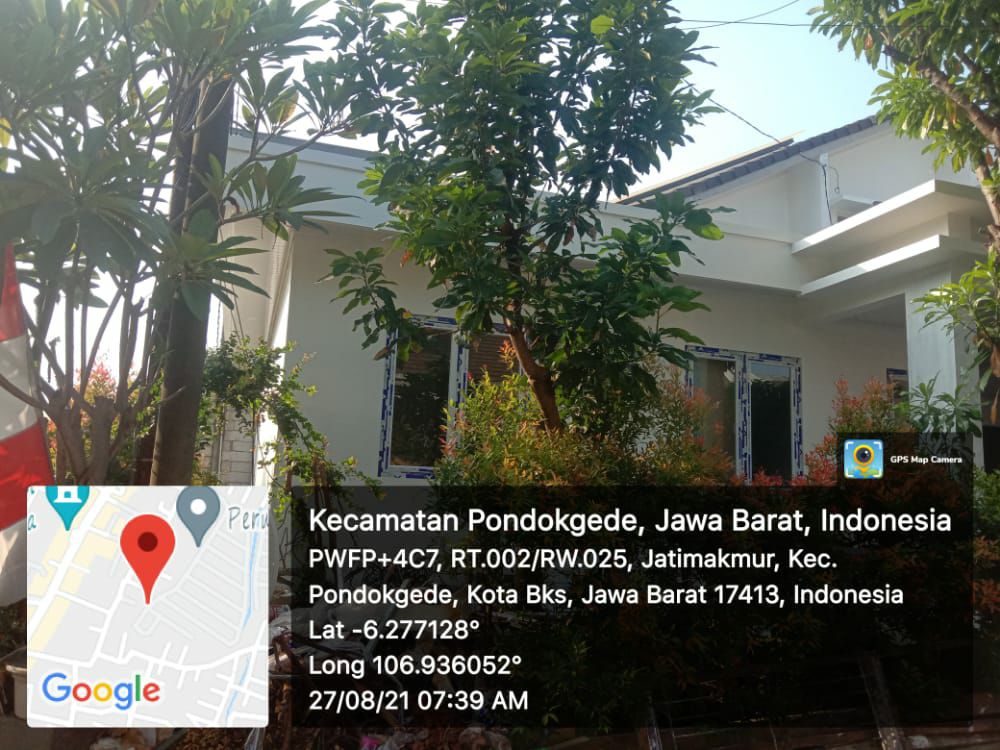 GPS Map Camera
Peru
a
Google
Kecamatan Pondokgede, Jawa Barat, Indonesia
PWFP+4C7, RT.002/RW.025, Jatimakmur, Kec.
Pondokgede, Kota Bks, Jawa Barat 17413, Indonesia
Lat -6.277128°
Long 106.936052°
27/08/21 07:39 AM